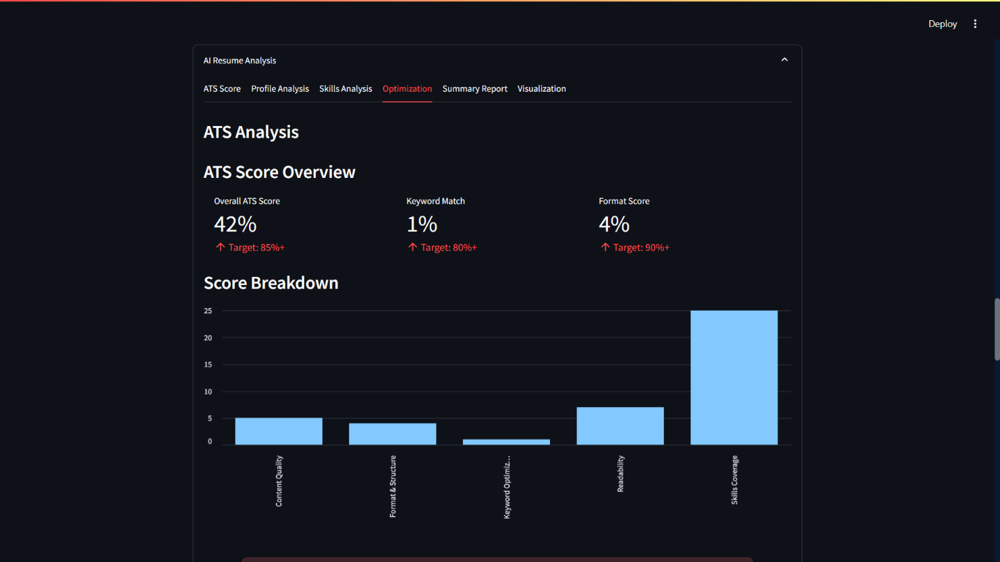 Deploy
AI Resume Analysis
ATS Score Profile Analysis Skills Analysis Optimization Summary Report Visualization
ATS Analysis
ATS Score Overview
Overall ATS Score Keyword Match Format Score
42% 1% 4%
↑ Target: 85%+ ↑ Target: 80%+ ↑ Target: 90%+
Score Breakdown
25
20
15
10
5
0
Content Quality
Format & Structure
Keyword Optimiz...
Readability
Skills Coverage